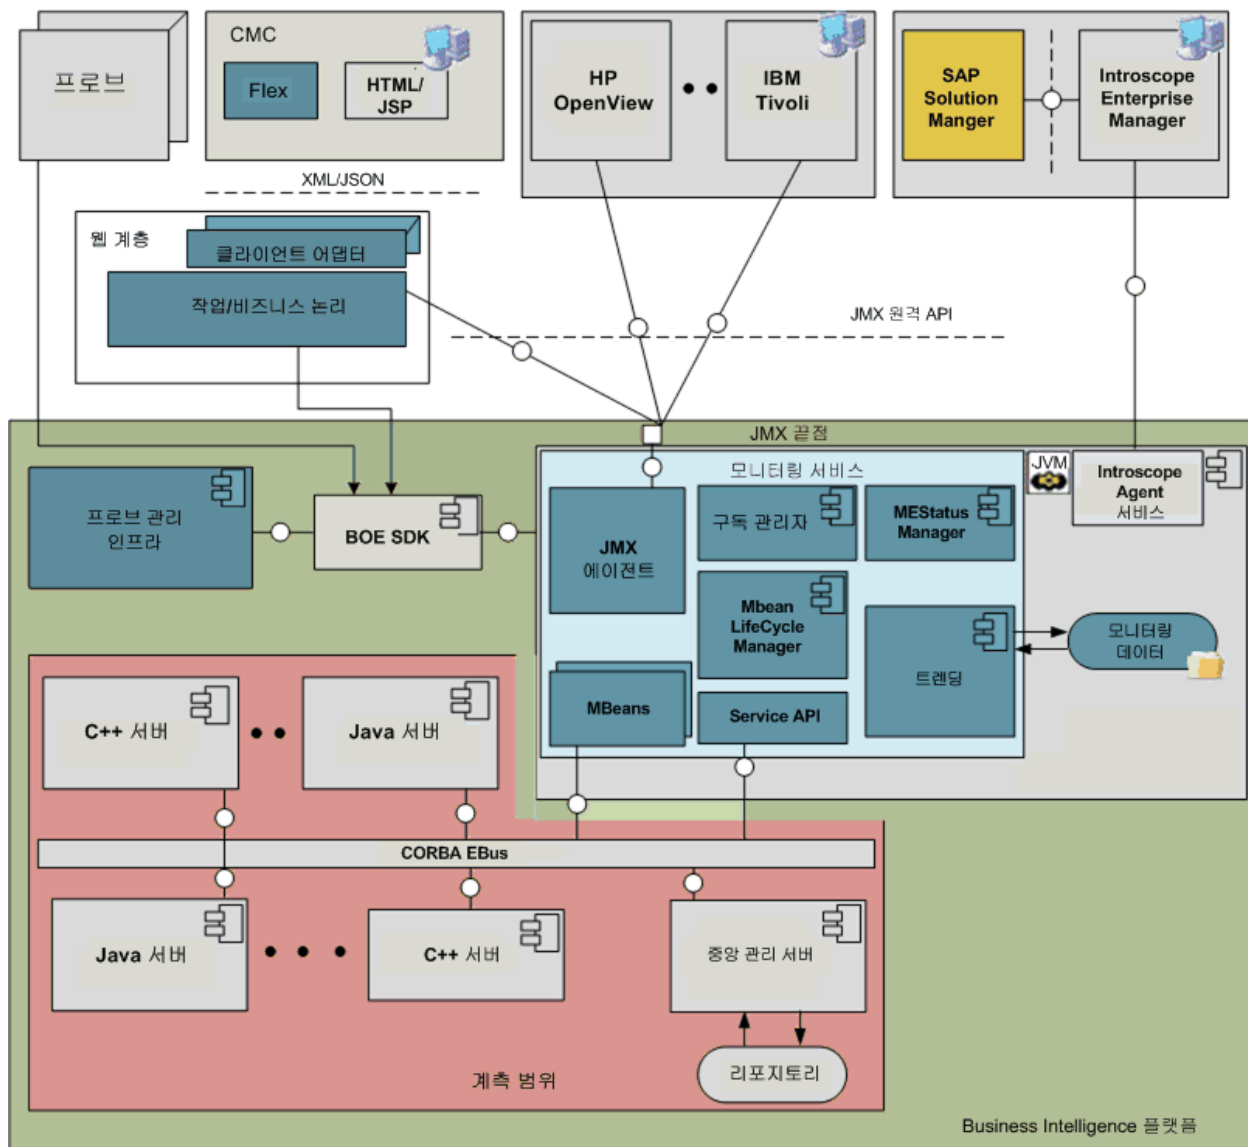 프로브
CMC
Flex
HTML/
JSP
HP
OpenView
IBM
Tivoli
SAP
Solution
Manger
Introscope
Enterprise
Manager
XML/JSON
웹 계층
클라이언트 어댑터
작업/비즈니스 논리
JMX 원격 API
JMX 끝점
모니터링 서비스
JVM
Introscope
Agent
서비스
프로브 관리
인프라
BOE SDK
JMX
에이전트
구독 관리자
MEStatus
Manager
Mbean
LifeCycle
Manager
트렌딩
모니터링
데이터
MBeans
Service API
C++ 서버
Java 서버
CORBA EBus
Java 서버
C++ 서버
중앙 관리 서버
리포지토리
계측 범위
Business Intelligence 플랫폼